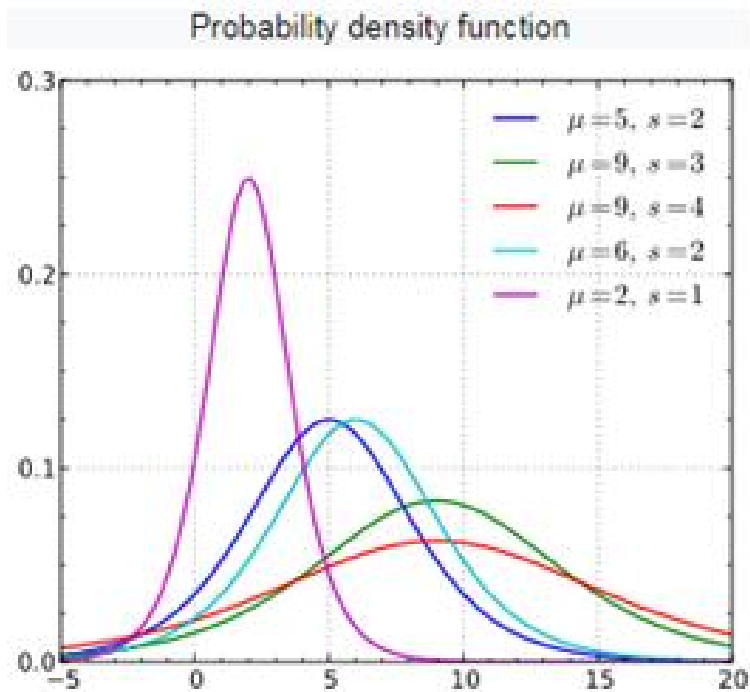 Probability density function
0.3
0.2
0.1
0.0
μ=5, s=2
μ=9, s=3
μ=9, s=4
μ=6, s=2
μ=2, s=1
−5 0 5 10 15 20